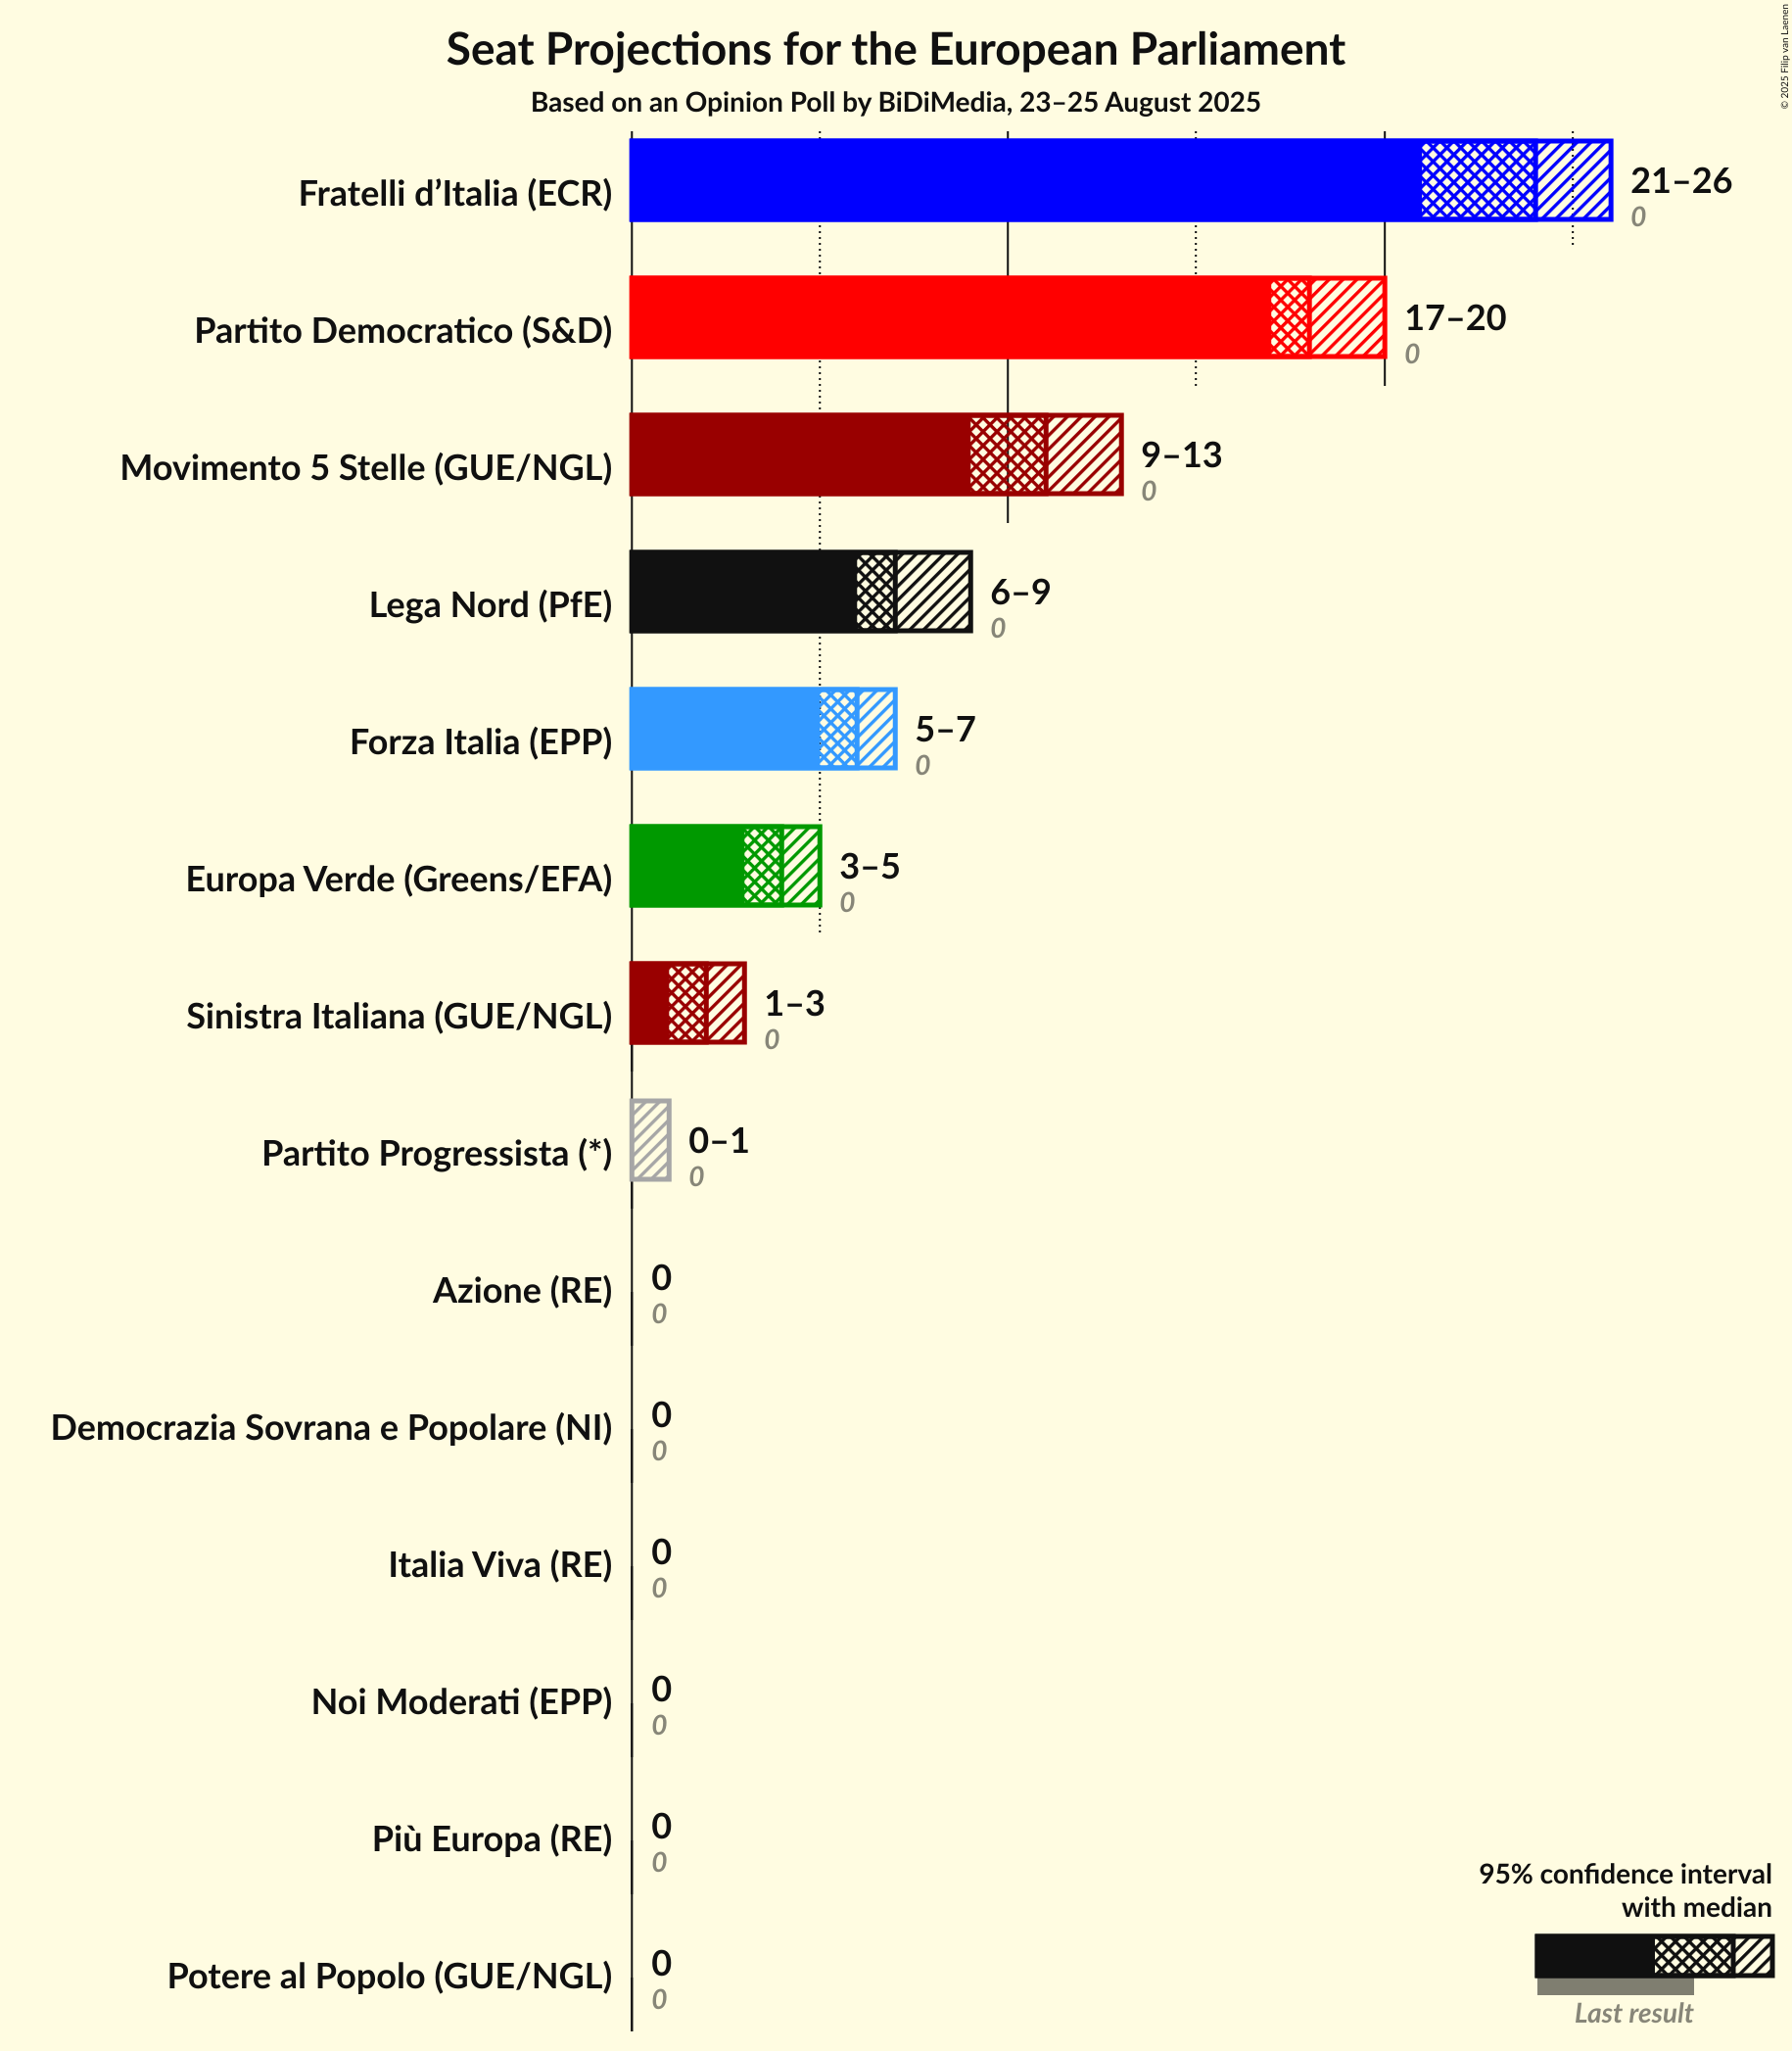 Seat Projections for the European Parliament
Based on an Opinion Poll by BiDiMedia, 23–25 August 2025
© 2025 Filip van Laenen
Fratelli d’Italia (ECR)
21–26
0
Partito Democratico (S&D)
17–20
0
Movimento 5 Stelle (GUE/NGL)
9–13
0
Lega Nord (PfE)
6–9
0
Forza Italia (EPP)
5–7
0
Europa Verde (Greens/EFA)
3–5
0
Sinistra Italiana (GUE/NGL)
1–3
0
Partito Progressista (*)
0–1
0
Azione (RE)
0
0
Democrazia Sovrana e Popolare (NI)
0
0
Italia Viva (RE)
0
0
Noi Moderati (EPP)
0
0
Più Europa (RE)
0
0
Potere al Popolo (GUE/NGL)
0
0
95% confidence interval
with median
Last result